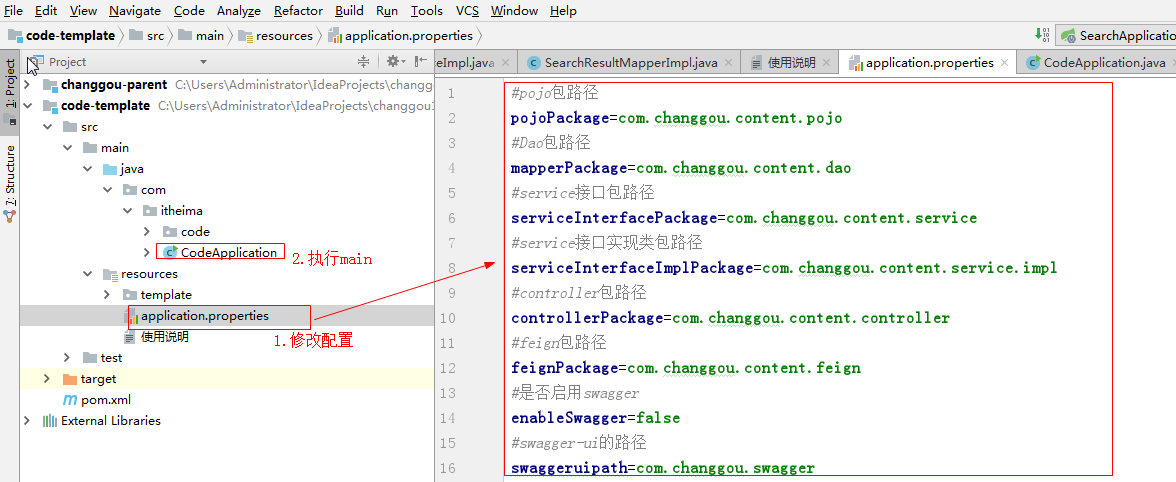 File Edit View Navigate Code Analyze Refactor Build Run Tools VCS Window Help
code-template src main resources application.properties SearchApplicatio
Project
eImpl.java SearchResultMapperImpl.java 使用说明 application.properties CodeApplication.java
1: Project
7: Structure
changgou-parent C:\Users\Administrator\IdeaProjects\changgou
code-template C:\Users\Administrator\IdeaProjects\changgou1
src
main
java
com
itheima
code
CodeApplication
2.执行main
resources
template
application.properties
使用说明
1.修改配置
test
target
pom.xml
External Libraries
1 #pojo包路径
2 pojoPackage=com.changgou.content.pojo
3 #Dao包路径
4 mapperPackage=com.changgou.content.dao
5 #service接口包路径
6 serviceInterfacePackage=com.changgou.content.service
7 #service接口实现类包路径
8 serviceInterfaceImplPackage=com.changgou.content.service.impl
9 #controller包路径
10 controllerPackage=com.changgou.content.controller
11 #feign包路径
12 feignPackage=com.changgou.content.feign
13 #是否启用swagger
14 enableSwagger=false
15 #swagger-ui的路径
16 swaggeruipath=com.changgou.swagger